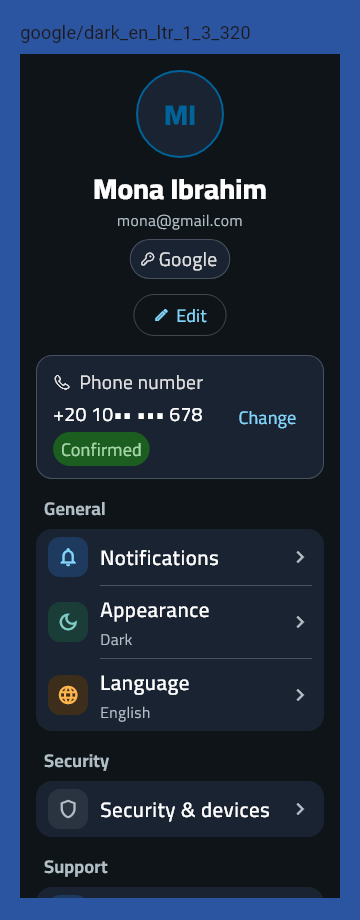 google/dark_en_ltr_1_3_320
MI
Mona Ibrahim
mona@gmail.com
Google
Edit
Phone number
+20 10▪▪ ▪▪▪ 678
Change
Confirmed
General
Notifications
Appearance
Dark
Language
English
Security
Security & devices
Support